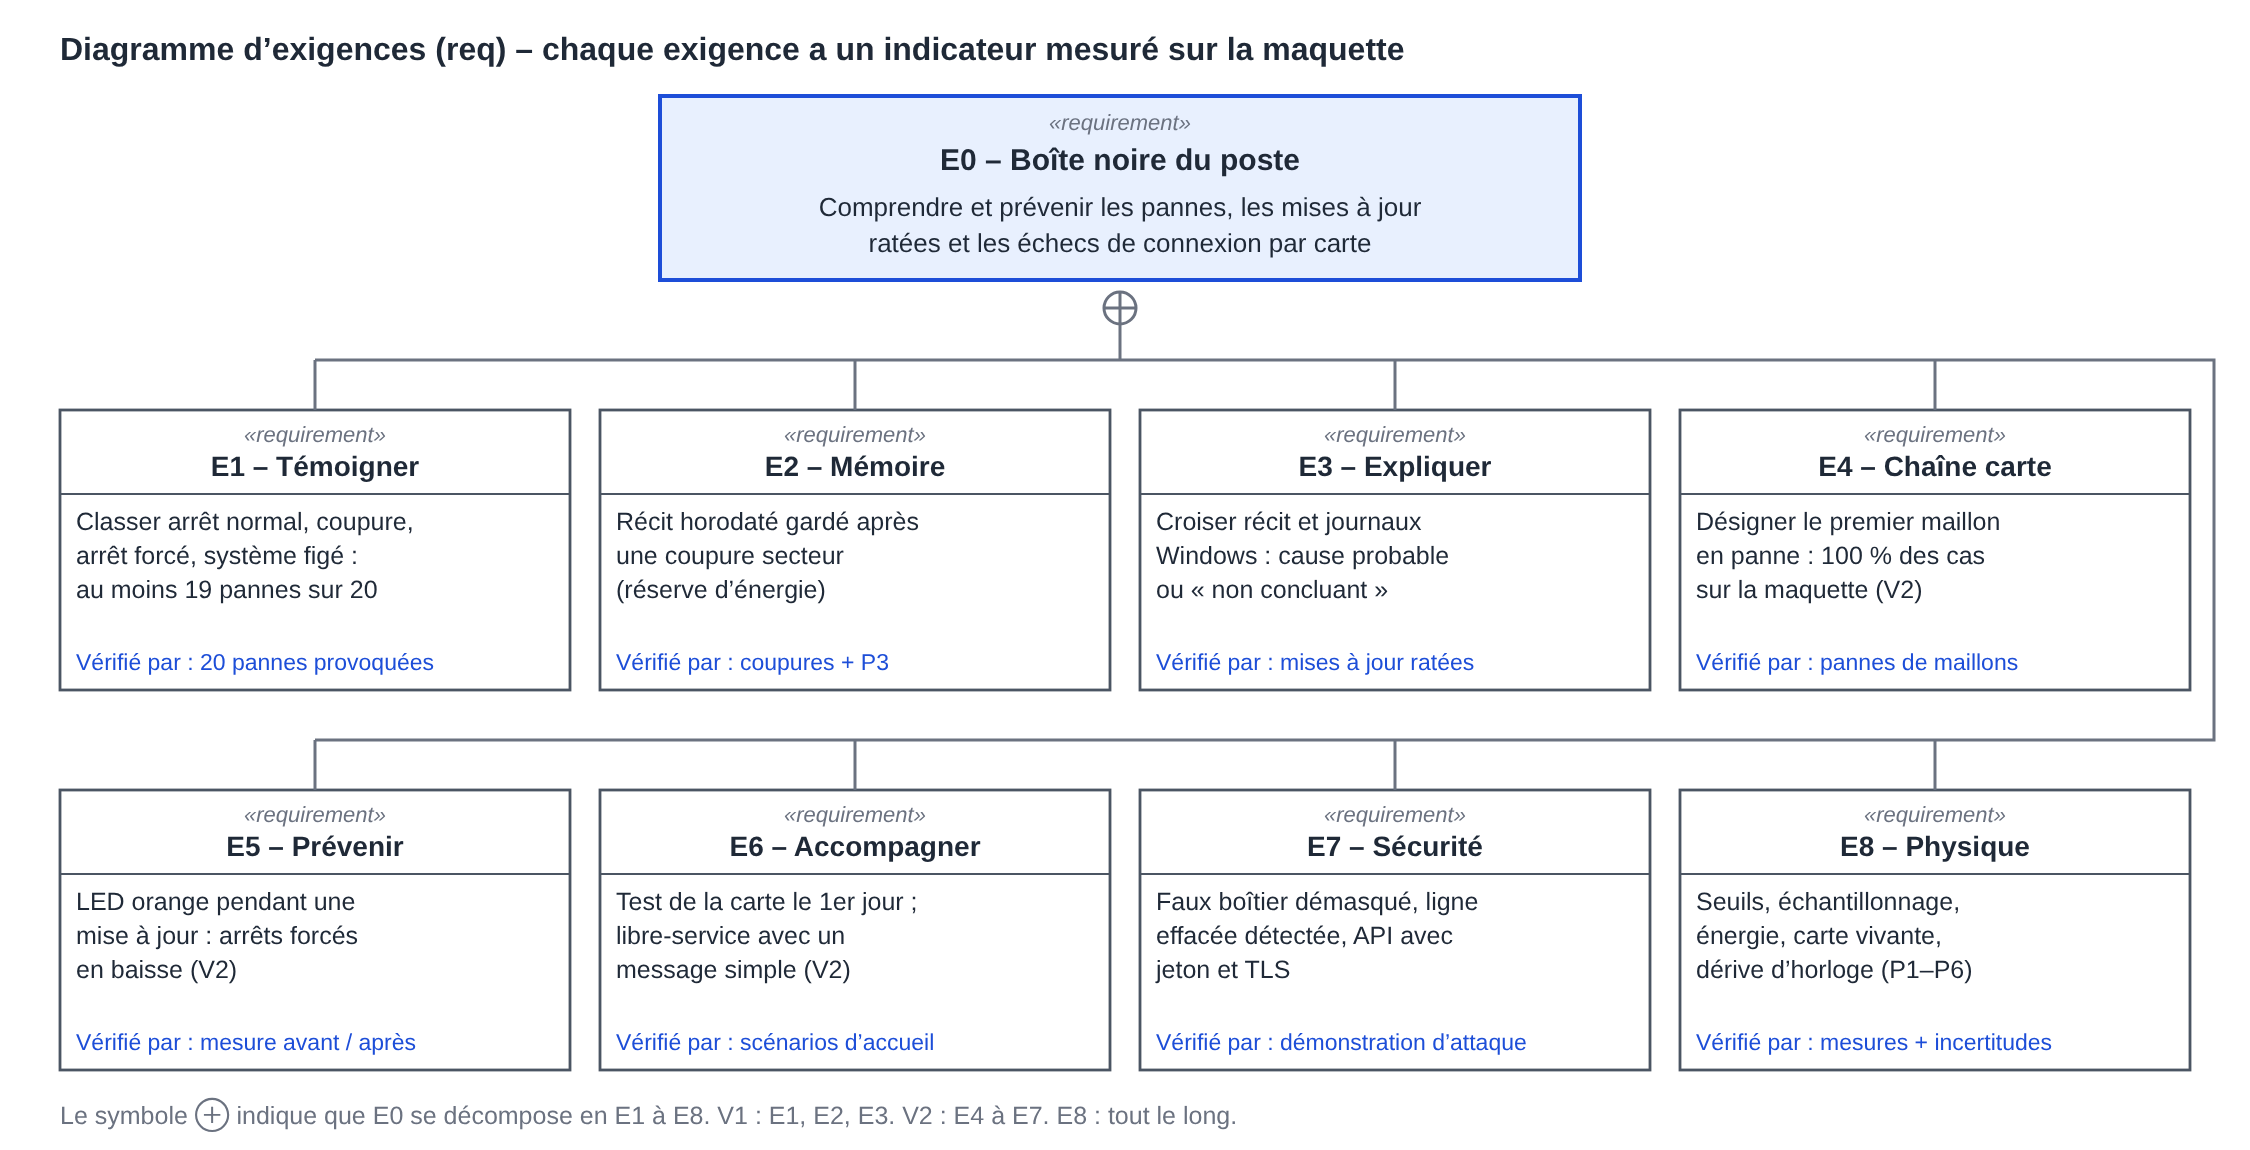 Diagramme d’exigences (req) – chaque exigence a un indicateur mesuré sur la maquette
«requirement»
E0 – Boîte noire du poste
Comprendre et prévenir les pannes, les mises à jour
ratées et les échecs de connexion par carte
«requirement»
E1 – Témoigner
Classer arrêt normal, coupure,
arrêt forcé, système figé :
au moins 19 pannes sur 20
Vérifié par : 20 pannes provoquées
«requirement»
E2 – Mémoire
Récit horodaté gardé après
une coupure secteur
(réserve d’énergie)
Vérifié par : coupures + P3
«requirement»
E3 – Expliquer
Croiser récit et journaux
Windows : cause probable
ou « non concluant »
Vérifié par : mises à jour ratées
«requirement»
E4 – Chaîne carte
Désigner le premier maillon
en panne : 100 % des cas
sur la maquette (V2)
Vérifié par : pannes de maillons
«requirement»
E5 – Prévenir
LED orange pendant une
mise à jour : arrêts forcés
en baisse (V2)
Vérifié par : mesure avant / après
«requirement»
E6 – Accompagner
Test de la carte le 1er jour ;
libre-service avec un
message simple (V2)
Vérifié par : scénarios d’accueil
«requirement»
E7 – Sécurité
Faux boîtier démasqué, ligne
effacée détectée, API avec
jeton et TLS
Vérifié par : démonstration d’attaque
«requirement»
E8 – Physique
Seuils, échantillonnage,
énergie, carte vivante,
dérive d’horloge (P1–P6)
Vérifié par : mesures + incertitudes
Le symbole ⊕ indique que E0 se décompose en E1 à E8. V1 : E1, E2, E3. V2 : E4 à E7. E8 : tout le long.